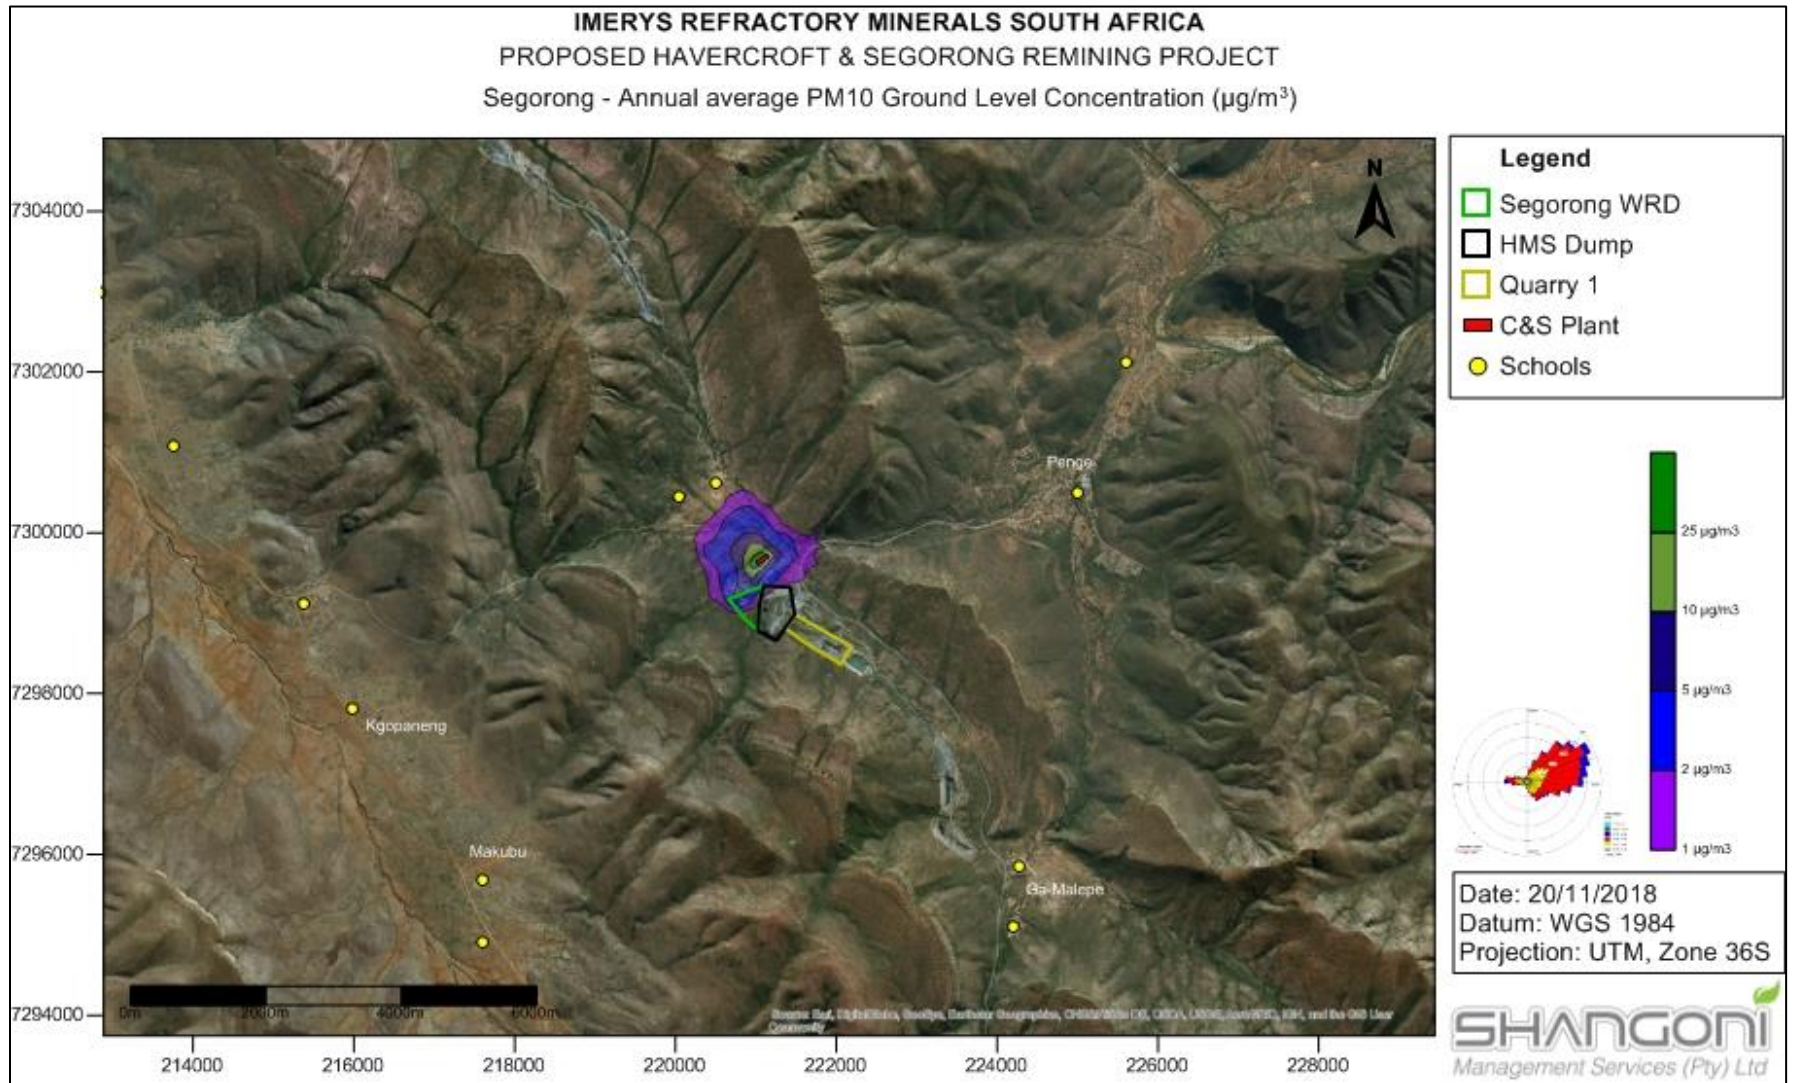 IMERYS REFRACTORY MINERALS SOUTH AFRICA
PROPOSED HAVERCROFT & SEGORONG REMINING PROJECT
Segorong - Annual average PM10 Ground Level Concentration (µg/m³)
N
Legend
Segorong WRD
HMS Dump
Quarry 1
C&S Plant
Schools
7304000
7302000
7300000
7298000
7296000
7294000
Penge
Kgopaneng
Makubu
Ga-Malepe
25 µg/m3
10 µg/m3
5 µg/m3
2 µg/m3
1 µg/m3
0m 2000m 4000m 6000m
214000 216000 218000 220000 222000 224000 226000 228000
Date: 20/11/2018
Datum: WGS 1984
Projection: UTM, Zone 36S
SHANGONI
Management Services (Pty) Ltd